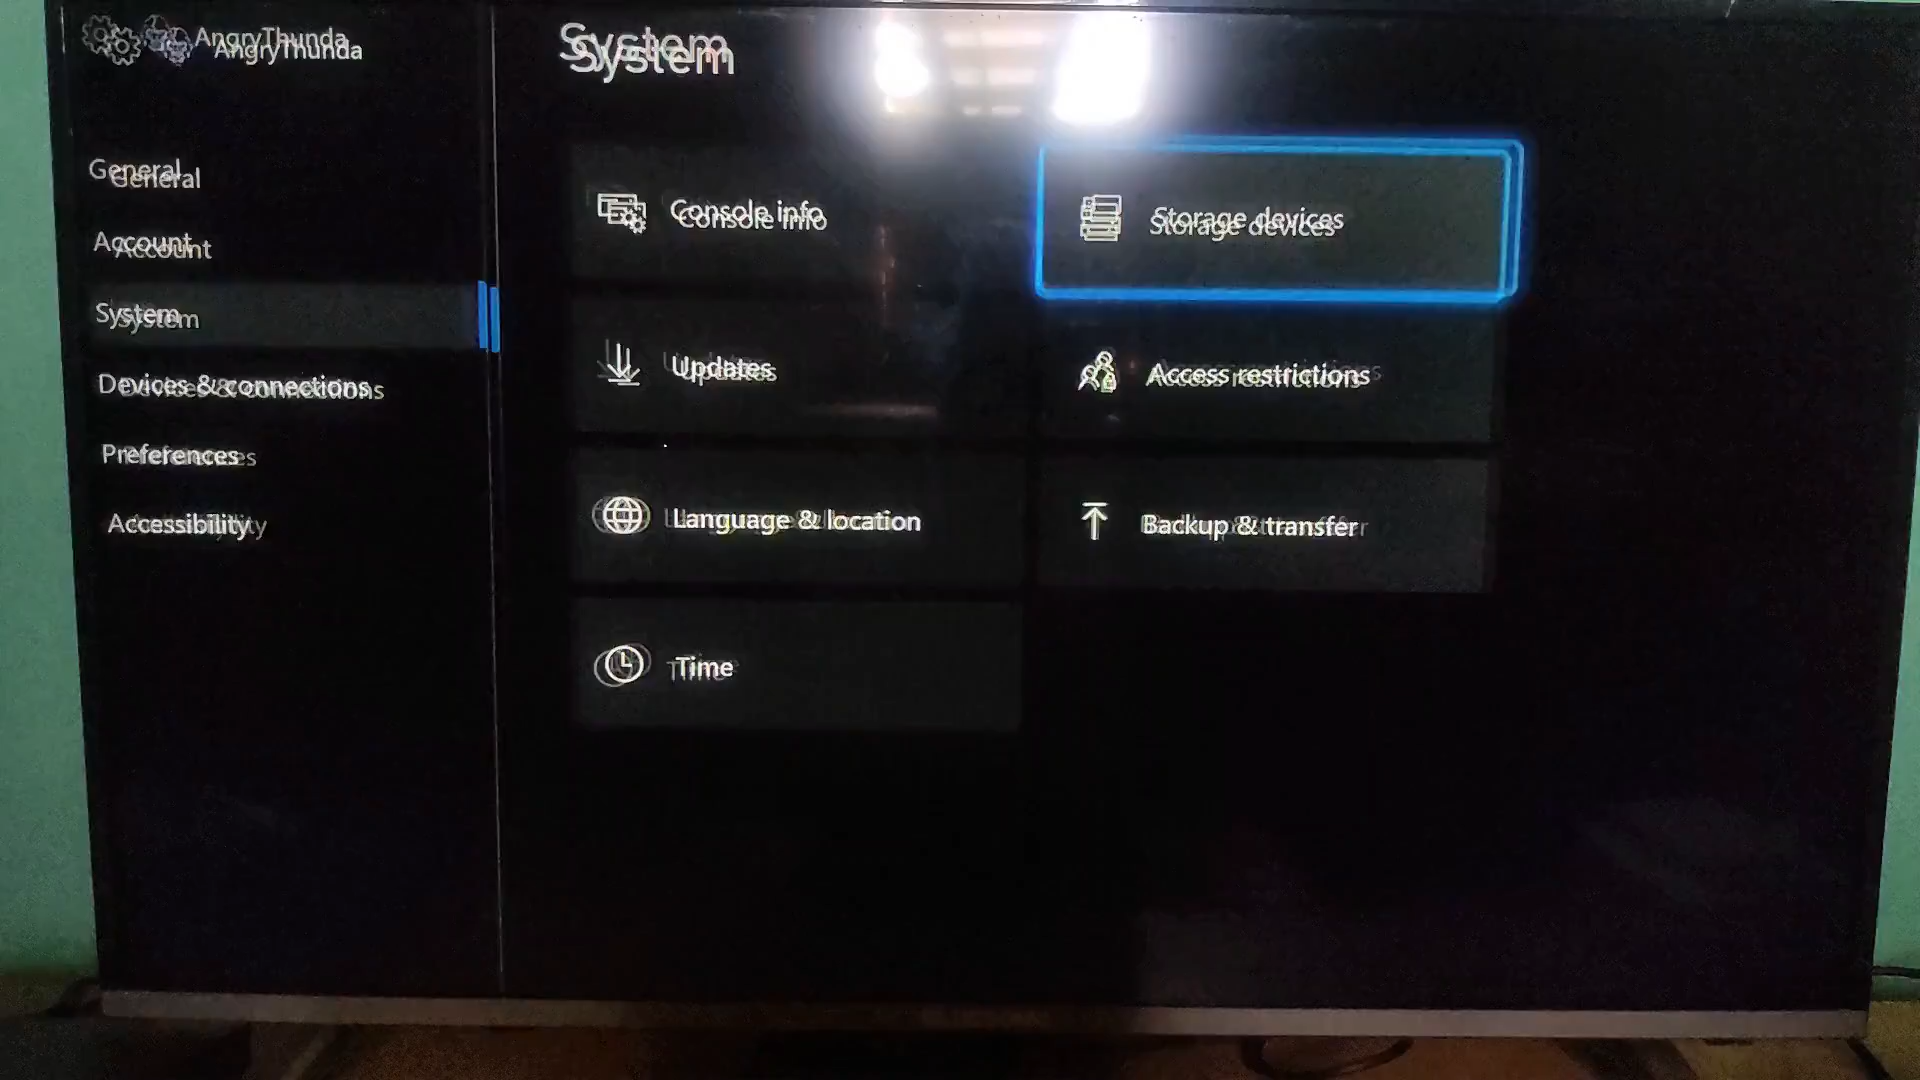 AngryThunda
General
Account
System
Devices & connections
Preferences
Accessibility
System
Console info
Storage devices
Updates
Access restrictions
Language & location
Backup & transfer
Time